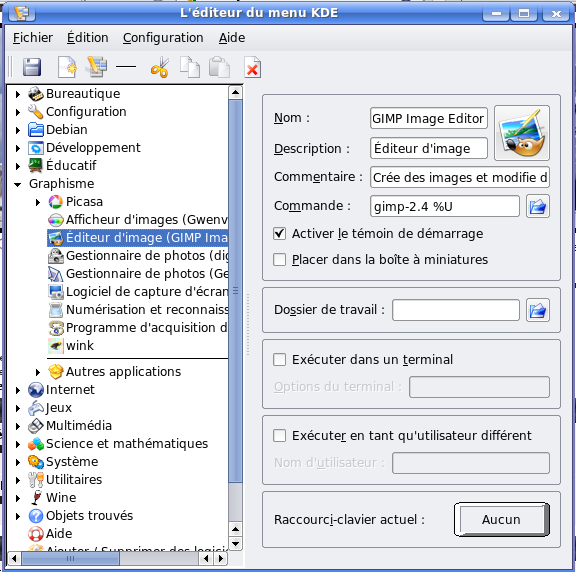 L'éditeur du menu KDE
Fichier Édition Configuration Aide
Bureautique
Configuration
Debian
Développement
Éducatif
Graphisme
Picasa
Afficheur d'images (Gwenv
Éditeur d'image (GIMP Ima
Gestionnaire de photos (dig
Gestionnaire de photos (Ge
Logiciel de capture d'écran
Numérisation et reconnaiss
Programme d'acquisition d
wink
Autres applications
Internet
Jeux
Multimédia
Science et mathématiques
Système
Utilitaires
Wine
Objets trouvés
Aide
Ajouter / Supprimer des logici
Nom : GIMP Image Editor
Description : Éditeur d'image
Commentaire : Crée des images et modifie d
Commande : gimp-2.4 %U
Activer le témoin de démarrage
Placer dans la boîte à miniatures
Dossier de travail :
Exécuter dans un terminal
Options du terminal :
Exécuter en tant qu'utilisateur différent
Nom d'utilisateur :
Raccourci-clavier actuel : Aucun